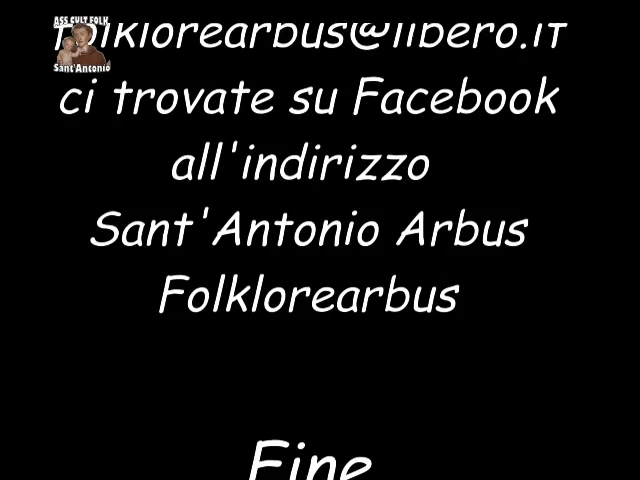 ASS CULT FOLK
Sant'Antonio
folklorearbus@libero.it
ci trovate su Facebook
all'indirizzo
Sant'Antonio Arbus
Folklorearbus
Fine